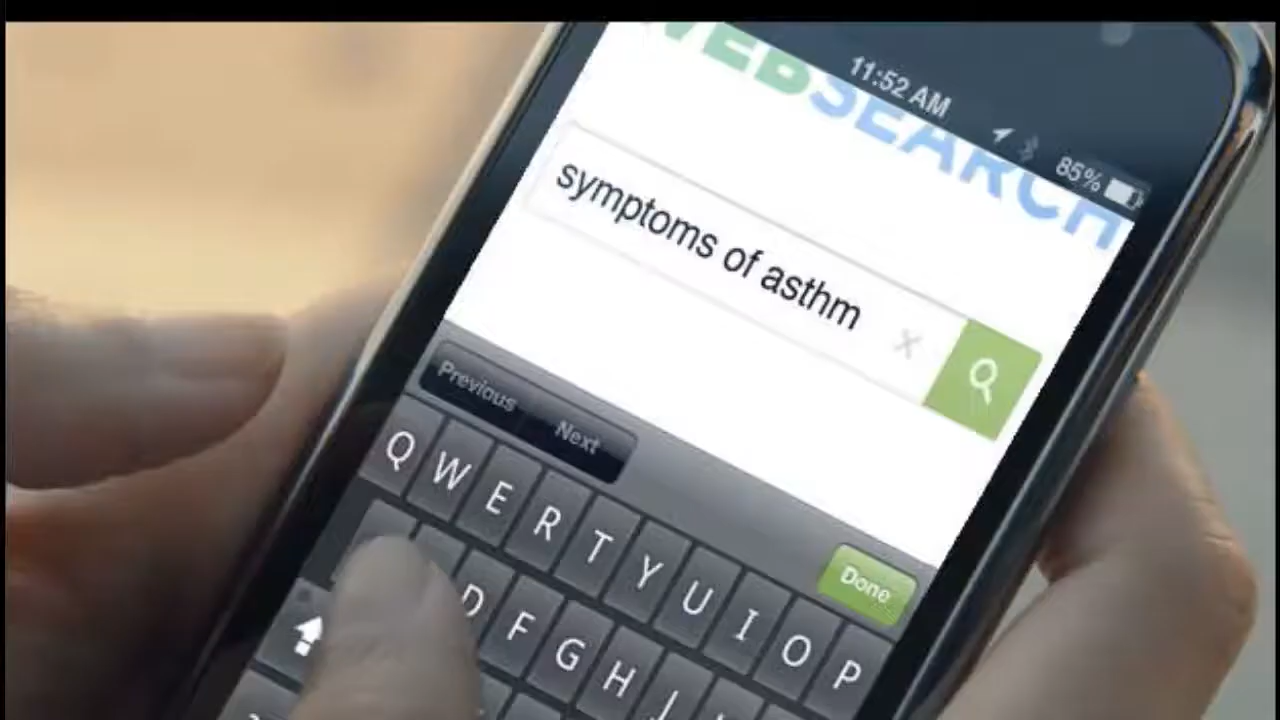 11:52 AM
85%
WEBSEARCH
symptoms of asthm
Previous Next
Done
Q W E R T Y U I O P
D F G H J